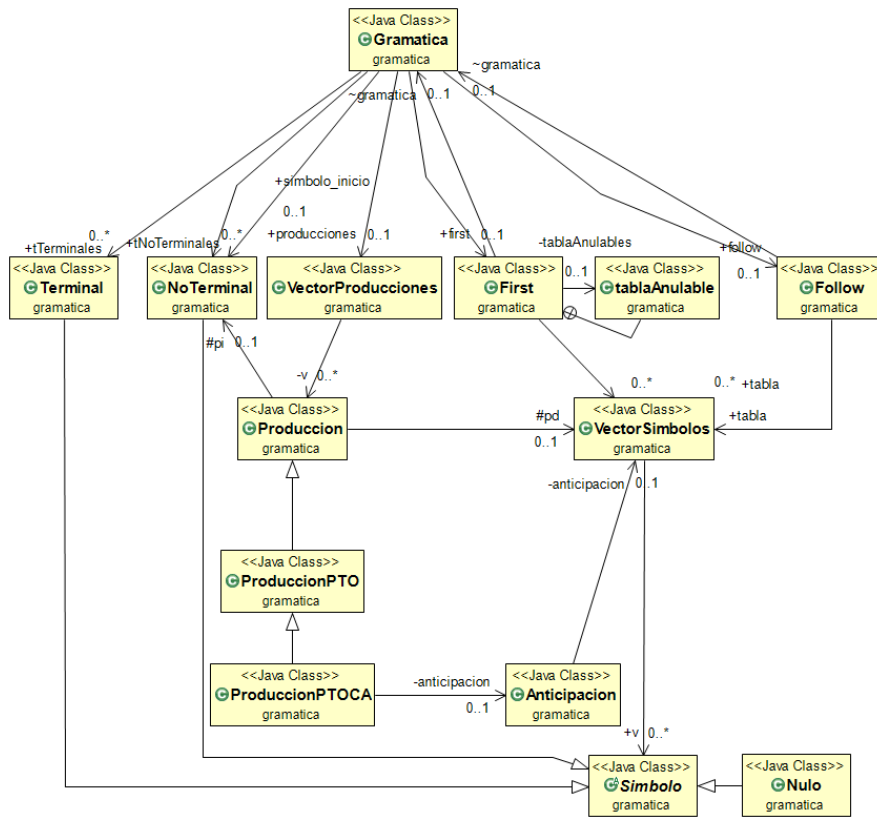 <<Java Class>>
Gramatica
gramatica
~gramatica
~gramatica
0..1
0..1
+simbolo_inicio
0..1
0..*
+tTerminales
+tNoTerminales
0..*
+producciones
0..1
+first
0..1
-tablaAnulables
0..1
+follow
0..1
<<Java Class>>
Terminal
gramatica
<<Java Class>>
NoTerminal
gramatica
<<Java Class>>
VectorProducciones
gramatica
<<Java Class>>
First
gramatica
<<Java Class>>
tablaAnulable
gramatica
<<Java Class>>
Follow
gramatica
#pi
0..1
-v
0..*
0..*
0..*
+tabla
<<Java Class>>
Produccion
gramatica
#pd
0..1
<<Java Class>>
VectorSimbolos
gramatica
+tabla
-anticipacion
0..1
<<Java Class>>
ProduccionPTO
gramatica
<<Java Class>>
ProduccionPTOCA
gramatica
-anticipacion
0..1
<<Java Class>>
Anticipacion
gramatica
+v
0..*
<<Java Class>>
Simbolo
gramatica
<<Java Class>>
Nulo
gramatica